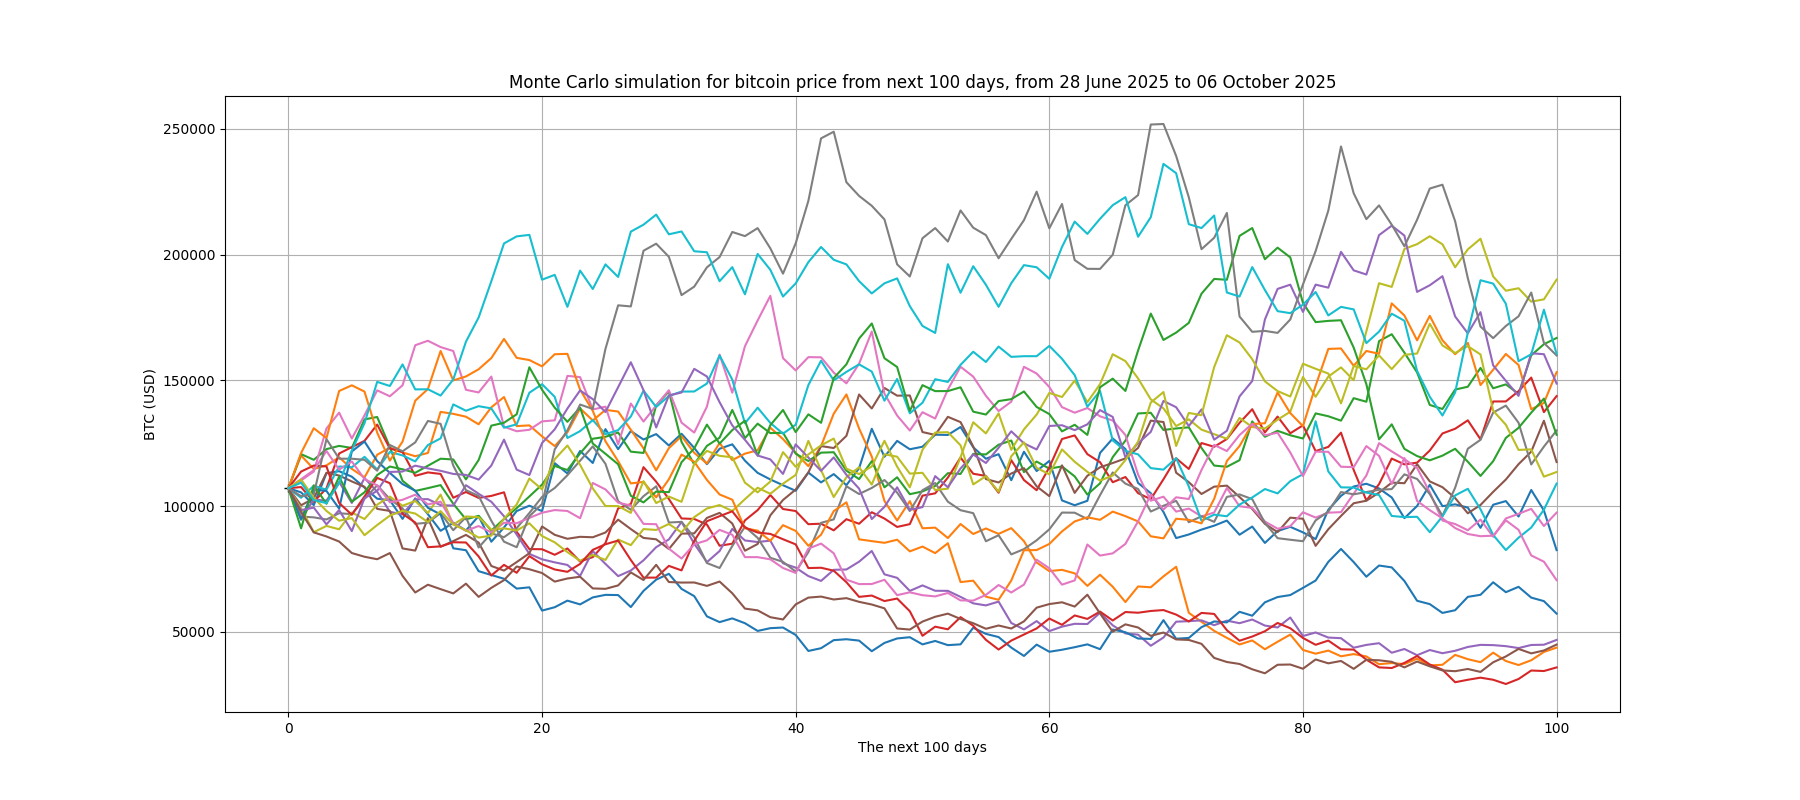 Monte Carlo simulation for bitcoin price from next 100 days, from 28 June 2025 to 06 October 2025
250000
200000
150000
100000
50000
BTC (USD)
0 20 40 60 80 100
The next 100 days